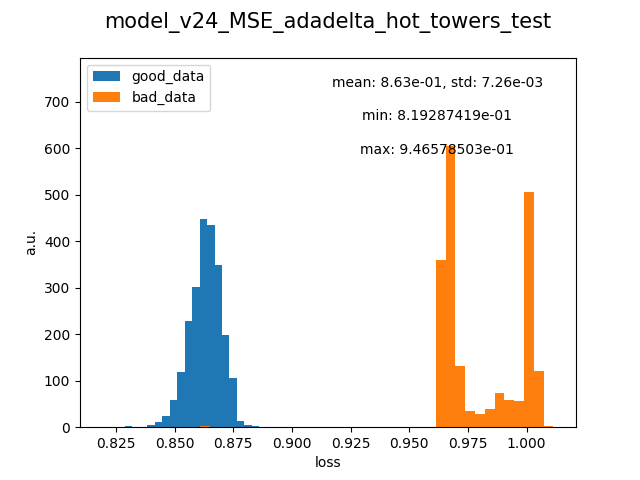 model_v24_MSE_adadelta_hot_towers_test
good_data
bad_data
mean: 8.63e-01, std: 7.26e-03
min: 8.19287419e-01
max: 9.46578503e-01
a.u.
700
600
500
400
300
200
100
0
0.825 0.850 0.875 0.900 0.925 0.950 0.975 1.000
loss